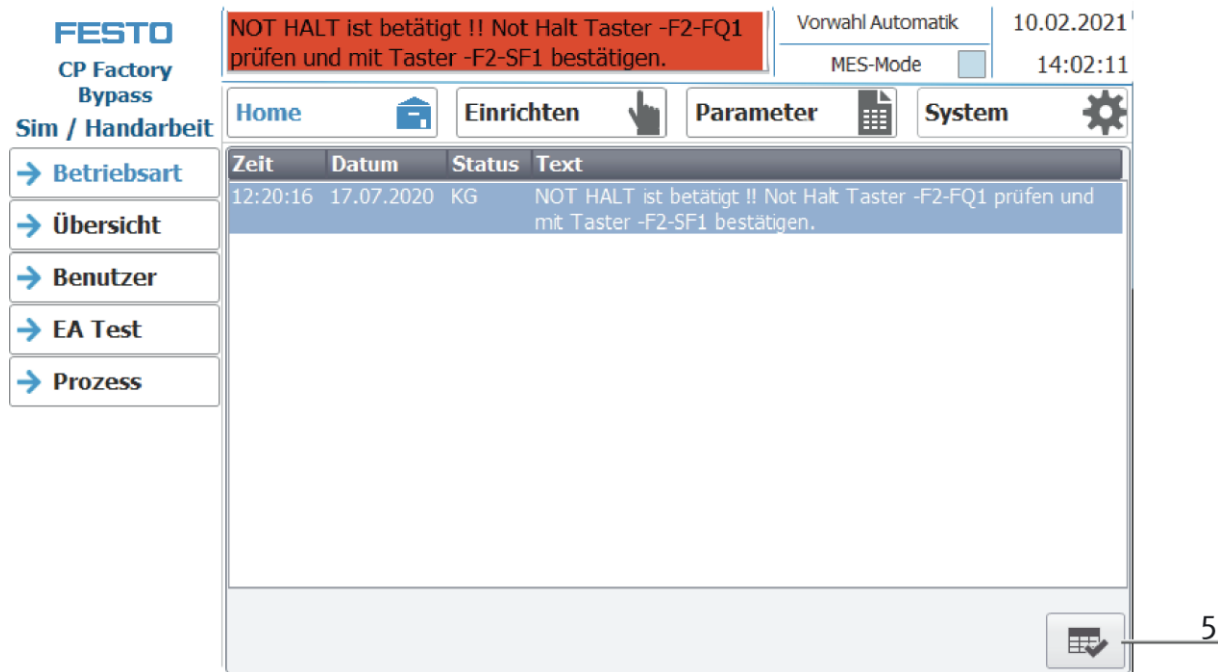 FESTO
CP Factory
Bypass
Sim / Handarbeit
NOT HALT ist betätigt !! Not Halt Taster -F2-FQ1
prüfen und mit Taster -F2-SF1 bestätigen.
Vorwahl Automatik
MES-Mode
10.02.2021
14:02:11
Home
Einrichten
Parameter
System
Betriebsart
Übersicht
Benutzer
EA Test
Prozess
Zeit Datum Status Text
12:20:16 17.07.2020 KG NOT HALT ist betätigt !! Not Halt Taster -F2-FQ1 prüfen und
mit Taster -F2-SF1 bestätigen.
5